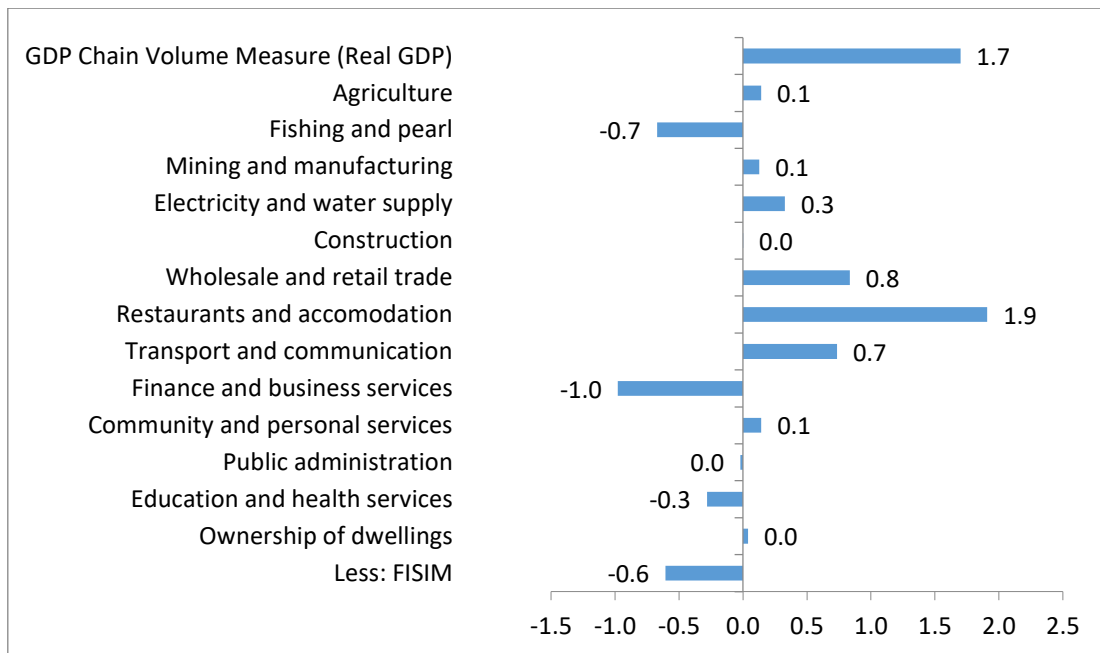 GDP Chain Volume Measure (Real GDP) 1.7
Agriculture 0.1
Fishing and pearl -0.7
Mining and manufacturing 0.1
Electricity and water supply 0.3
Construction 0.0
Wholesale and retail trade 0.8
Restaurants and accomodation 1.9
Transport and communication 0.7
Finance and business services -1.0
Community and personal services 0.1
Public administration 0.0
Education and health services -0.3
Ownership of dwellings 0.0
Less: FISIM -0.6
-1.5 -1.0 -0.5 0.0 0.5 1.0 1.5 2.0 2.5